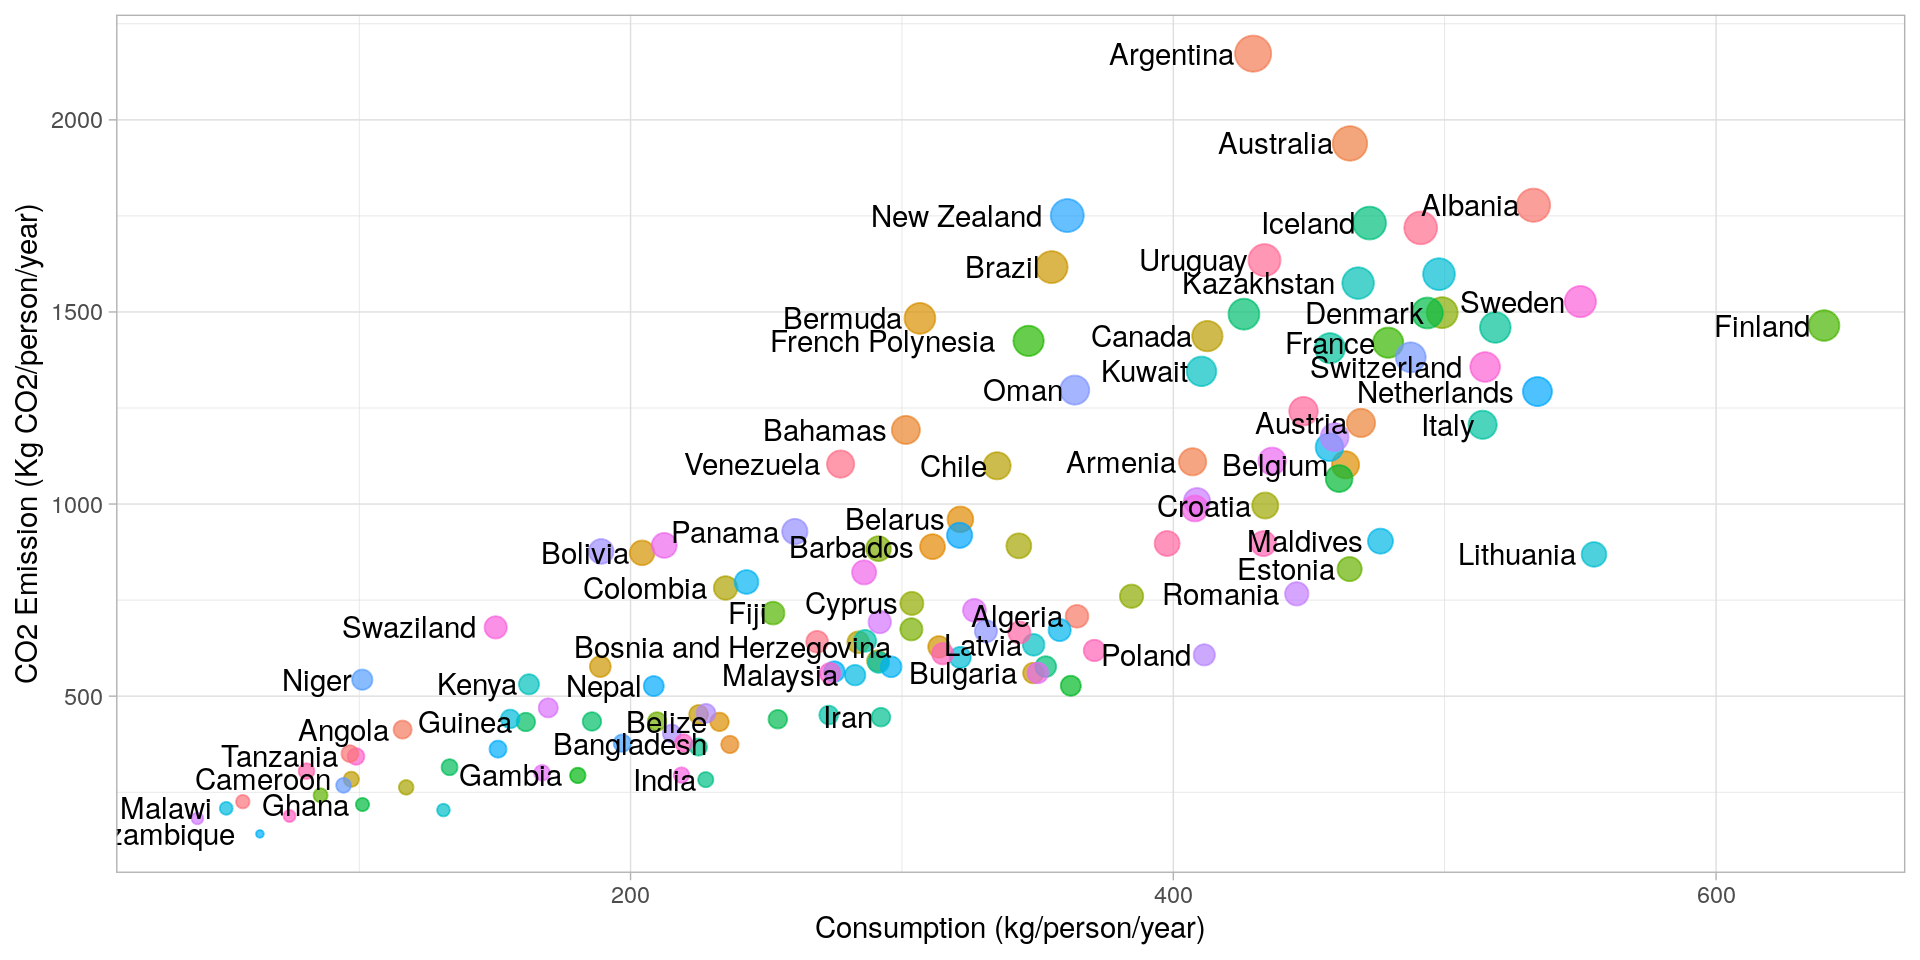 Argentina
2000
Australia
Albania
New Zealand
Iceland
Uruguay
Brazil
Kazakhstan
Sweden
1500
Denmark
Bermuda
Finland
Canada
French Polynesia
France
Switzerland
Kuwait
Oman
Netherlands
Austria
Italy
Bahamas
Venezuela
Chile
Armenia
Belgium
1000
Croatia
Belarus
Panama
Maldives
Barbados
Bolivia
Lithuania
Estonia
Colombia
Romania
Cyprus
Fiji
Algeria
Swaziland
Latvia
Bosnia and Herzegovina
Poland
Malaysia
Bulgaria
Niger
Kenya
Nepal
500
Guinea
Belize
Iran
Angola
Bangladesh
Tanzania
Cameroon
Gambia
India
Malawi
Ghana
zambique
200
400
600
Consumption (kg/person/year)
CO2 Emission (Kg CO2/person/year)